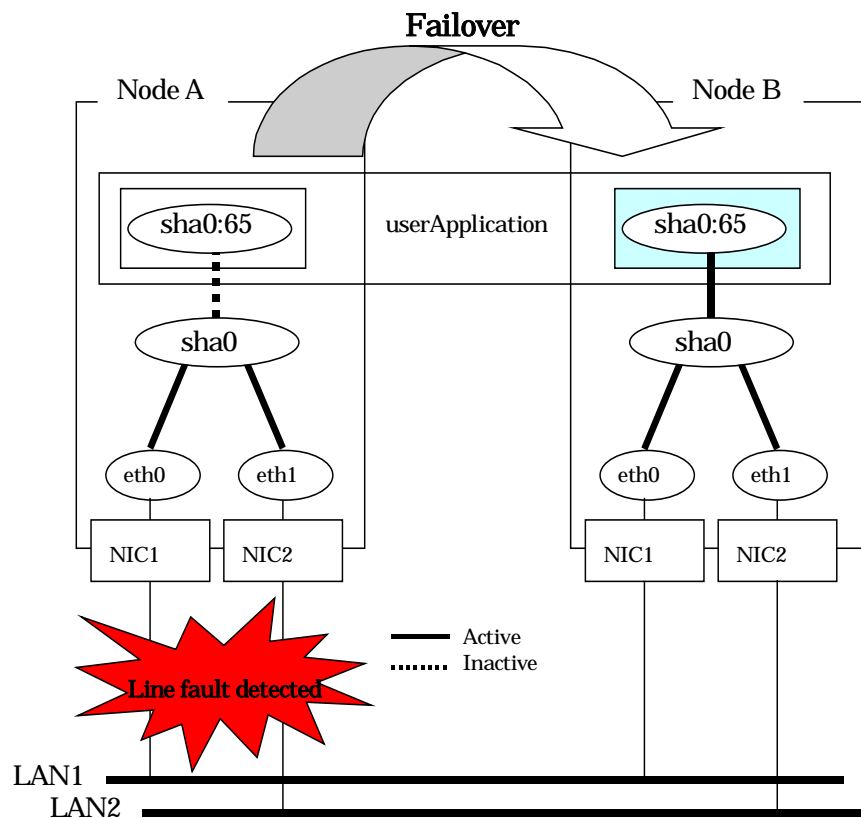 Failover
Node A
Node B
sha0:65
userApplication
sha0:65
sha0
sha0
eth0
eth1
eth0
eth1
NIC1
NIC2
NIC1
NIC2
Active
Inactive
Line fault detected
LAN1
LAN2